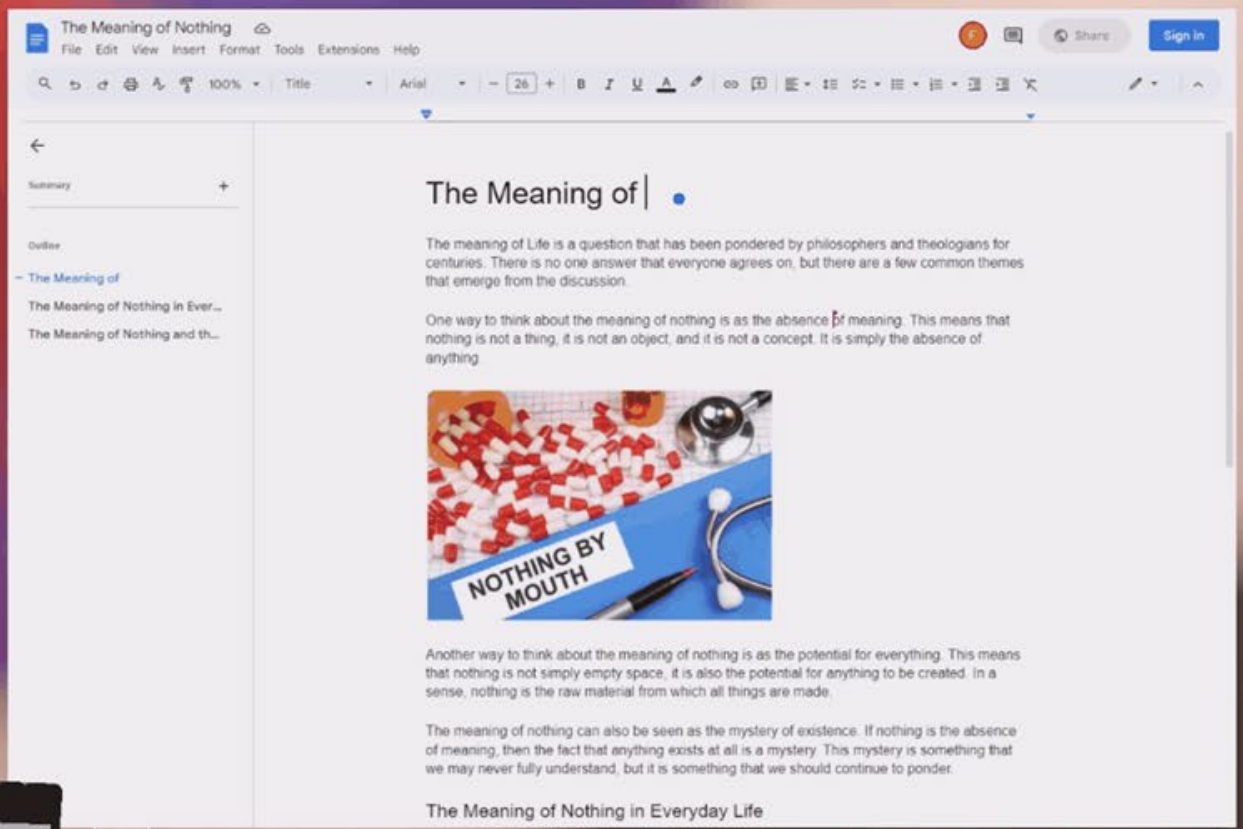 The Meaning of Nothing
File Edit View Insert Format Tools Extensions Help
F
Share
Sign in
100% Title Arial 26 B I U A
Summary
Outline
The Meaning of
The Meaning of Nothing in Ever...
The Meaning of Nothing and th...
The Meaning of
The meaning of Life is a question that has been pondered by philosophers and theologians for
centuries. There is no one answer that everyone agrees on, but there are a few common themes
that emerge from the discussion.
One way to think about the meaning of nothing is as the absence of meaning. This means that
nothing is not a thing, it is not an object, and it is not a concept. It is simply the absence of
anything.
NOTHING BY
MOUTH
Another way to think about the meaning of nothing is as the potential for everything. This means
that nothing is not simply empty space, it is also the potential for anything to be created. In a
sense, nothing is the raw material from which all things are made.
The meaning of nothing can also be seen as the mystery of existence. If nothing is the absence
of meaning, then the fact that anything exists at all is a mystery. This mystery is something that
we may never fully understand, but it is something that we should continue to ponder.
The Meaning of Nothing in Everyday Life